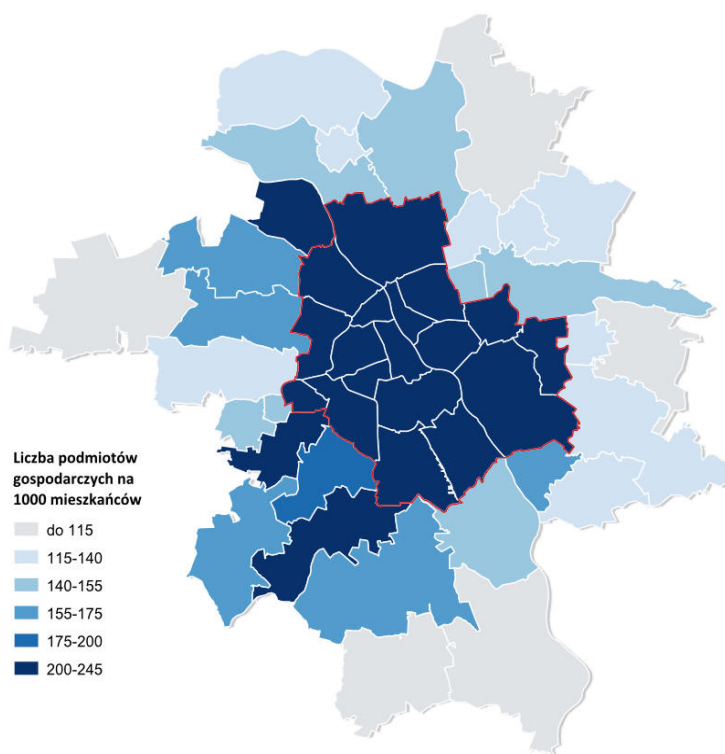 Liczba podmiotów
gospodarczych na
1000 mieszkańców
do 115
115-140
140-155
155-175
175-200
200-245